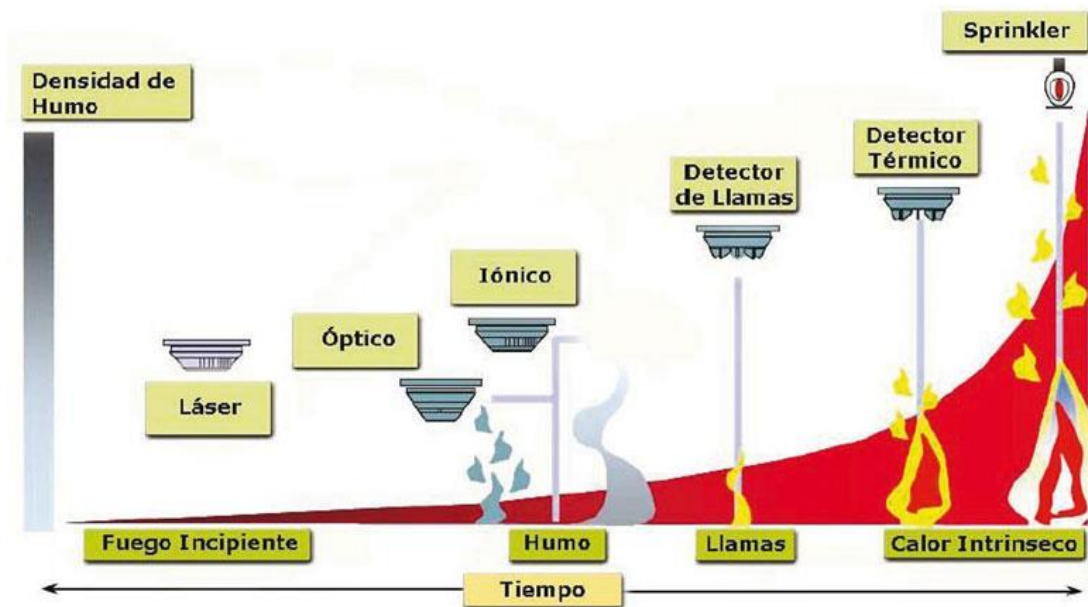 Sprinkler
Densidad de
Humo
Detector
Térmico
Detector
de Llamas
Iónico
Óptico
Láser
Fuego Incipiente
Humo
Llamas
Calor Intrinseco
Tiempo